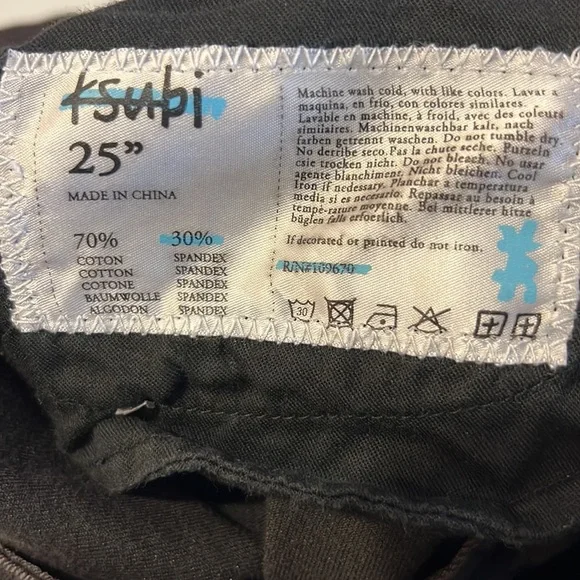 ksubi
25”
MADE IN CHINA
70% 30%
COTON SPANDEX
COTTON SPANDEX
COTONE SPANDEX
BAUMWOLLE SPANDEX
ALGODON SPANDEX
Machine wash cold, with like colors. Lavar a
maquina, en frio, con colores similares.
Lavable en machine, à froid, avec des coleurs
similaires. Machinenwaschbar kalt, nach
farben getrennt waschen. Do not tumble dry.
No derribe seco. Pas la chute seche. Purzeln
csie trocken nicht. Do not bleach. No usar
agente blanchiment. Nicht bleichen. Cool
Iron if necessary. Planchar a temperatura
media si es necesario. Repassar au besoin à
tempé-rature moyenne. Bei mittlerer hitze
büglen falls erfoerlich.
If decorated or printed do not iron.
R/N#109670
30